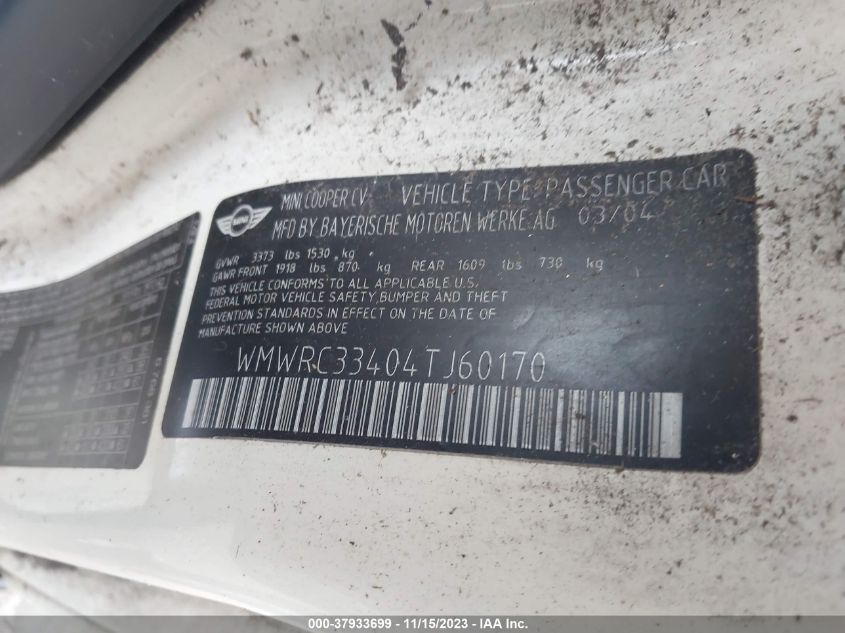 MINI COOPER CV. VEHICLE TYPE-PASSENGER CAR
MINI MFD BY BAYERISCHE MOTOREN WERKE AG 03/04
GVWR 3373 lbs 1530 kg
GAWR FRONT 1918 lbs 870 kg REAR 1609 lbs 730 kg
THIS VEHICLE CONFORMS TO ALL APPLICABLE U.S.
FEDERAL MOTOR VEHICLE SAFETY,BUMPER AND THEFT
PREVENTION STANDARDS IN EFFECT ON THE DATE OF
MANUFACTURE SHOWN ABOVE
WMWRC33404TJ60170
000-37933699 - 11/15/2023 - Copyright © 2023 IAA, Inc.